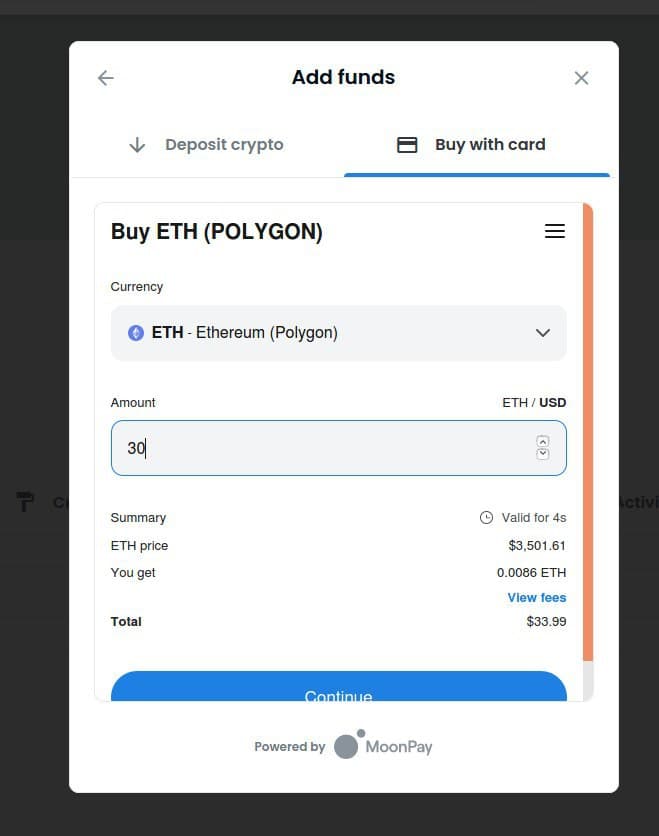 Add funds
Deposit crypto
Buy with card
Buy ETH (POLYGON)
Currency
ETH - Ethereum (Polygon)
Amount ETH / USD
30
Summary Valid for 4s
ETH price $3,501.61
You get 0.0086 ETH
View fees
Total $33.99
Continue
Powered by MoonPay